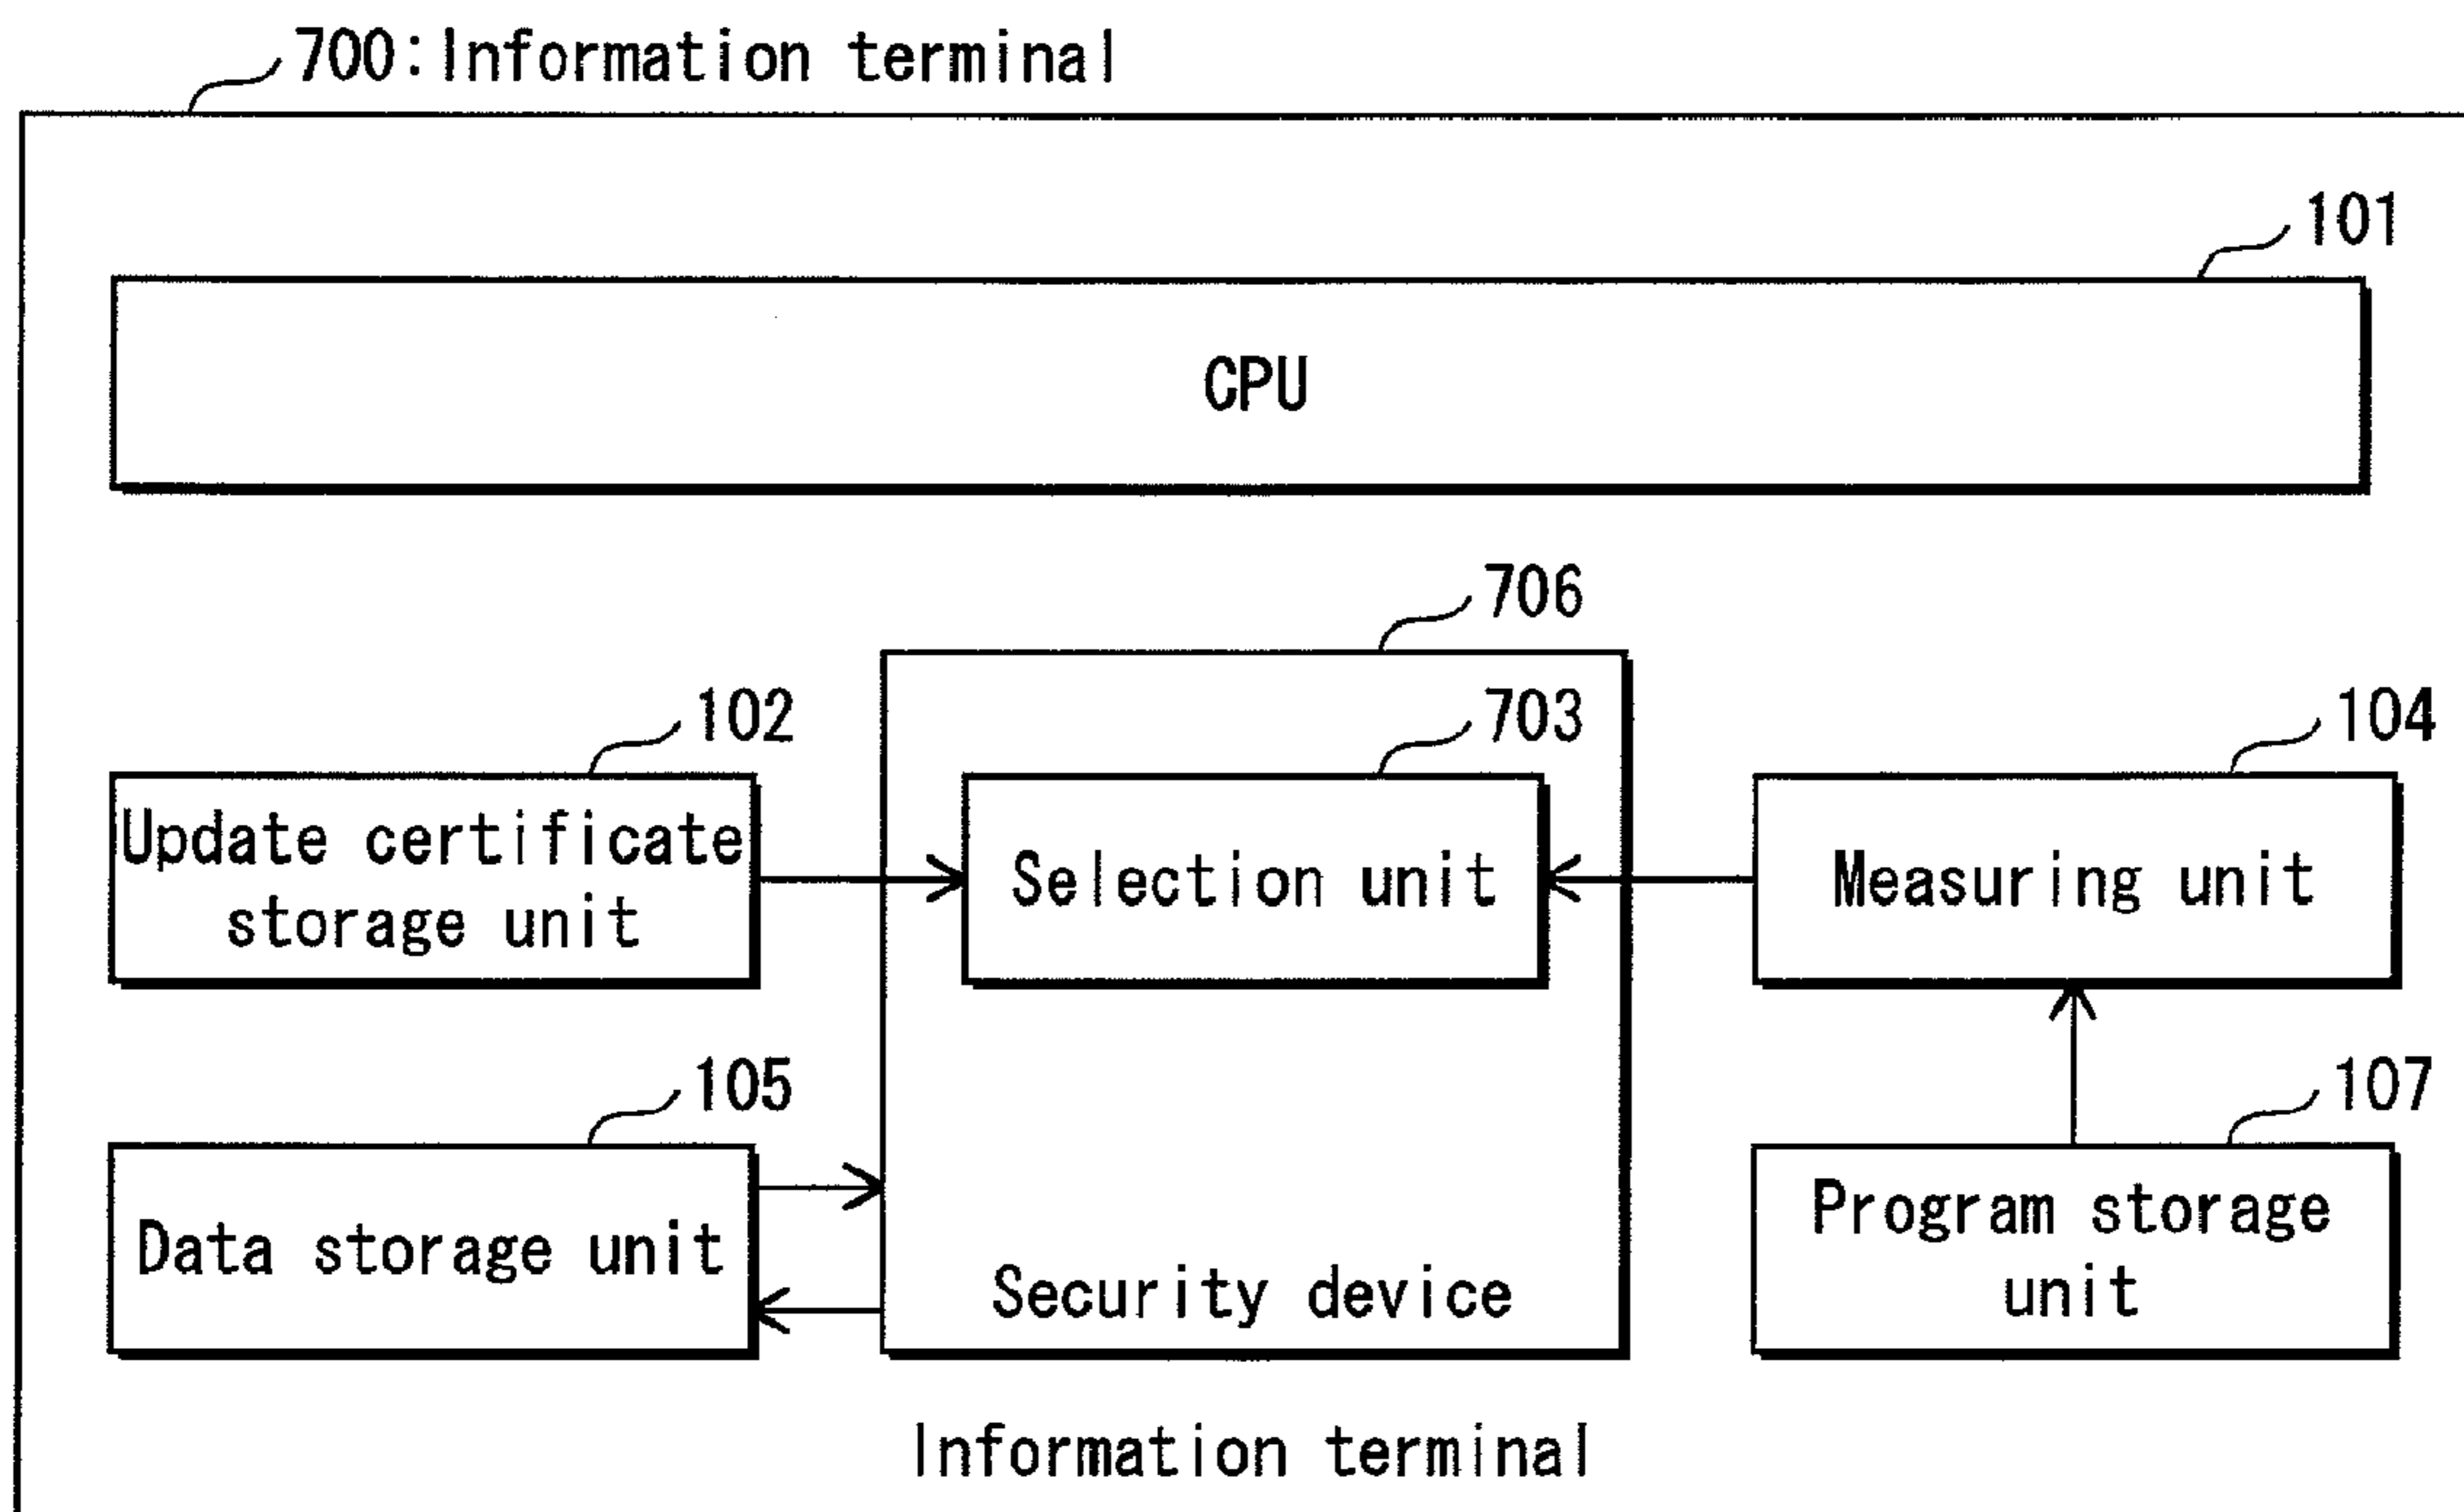 700:Information terminal
101
CPU
706
102
703
104
Update certificate
storage unit
Selection unit
Measuring unit
105
107
Data storage unit
Security device
Program storage
unit
Information terminal